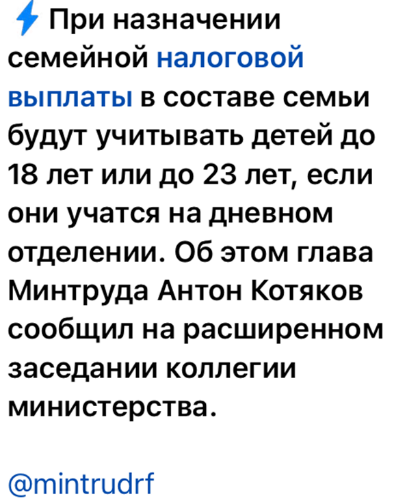 ⚡ При назначении
семейной налоговой
выплаты в составе семьи
будут учитывать детей до
18 лет или до 23 лет, если
они учатся на дневном
отделении. Об этом глава
Минтруда Антон Котяков
сообщил на расширенном
заседании коллегии
министерства.
@mintrudrf